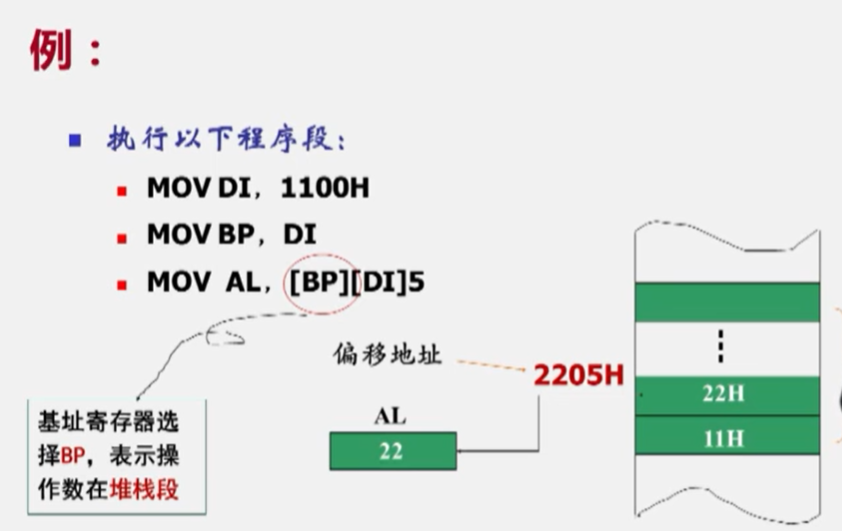 例：
执行以下程序段：
MOV DI，1100H
MOV BP，DI
MOV AL，[BP][DI]5
偏移地址
2205H
22H
11H
AL
22
基址寄存器选
择BP，表示操
作数在堆栈段